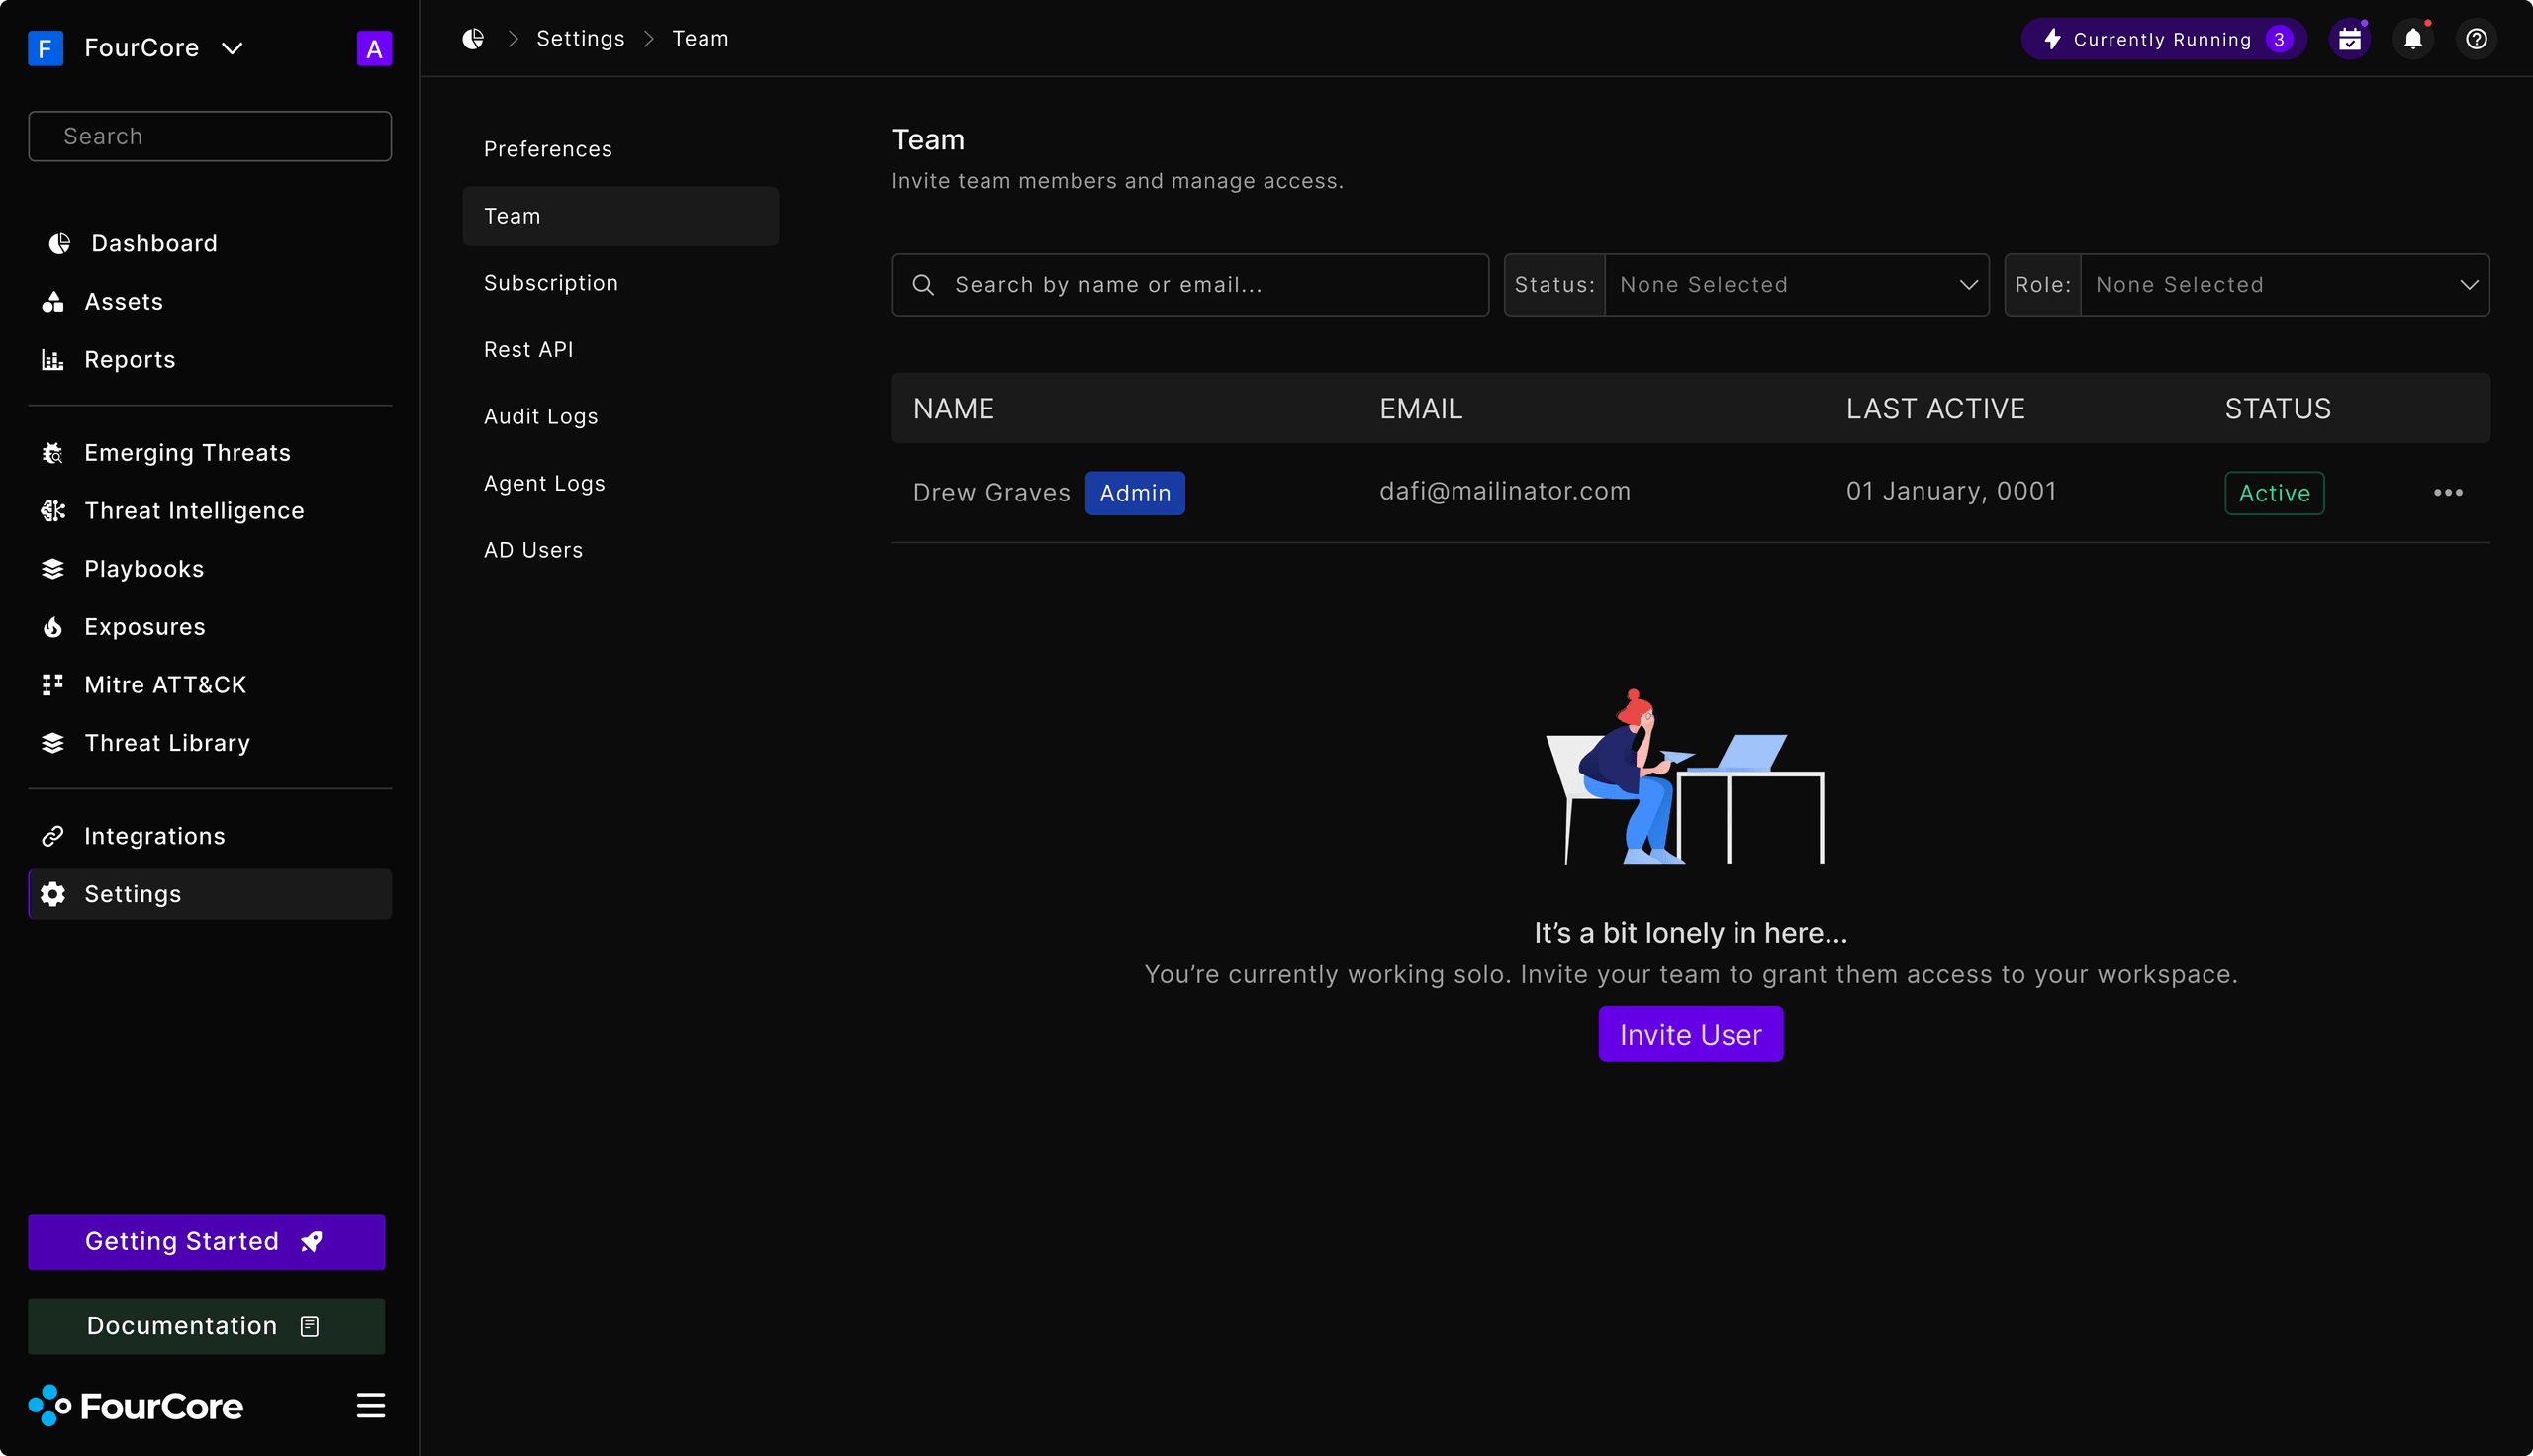 F FourCore A
Search
Dashboard
Assets
Reports
Emerging Threats
Threat Intelligence
Playbooks
Exposures
Mitre ATT&CK
Threat Library
Integrations
Settings
Getting Started
Documentation
FourCore
Settings Team
Currently Running 3
Preferences
Team
Subscription
Rest API
Audit Logs
Agent Logs
AD Users
Team
Invite team members and manage access.
Search by name or email... Status: None Selected Role: None Selected
NAME EMAIL LAST ACTIVE STATUS
Drew Graves Admin dafi@mailinator.com 01 January, 0001 Active
It’s a bit lonely in here...
You’re currently working solo. Invite your team to grant them access to your workspace.
Invite User